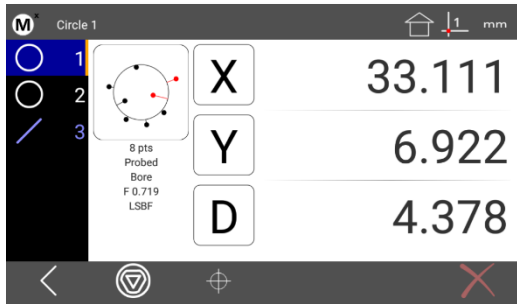 M x Circle 1 1 mm
1
2
3
8 pts
Probed
Bore
F 0.719
LSBF
X 33.111
Y 6.922
D 4.378